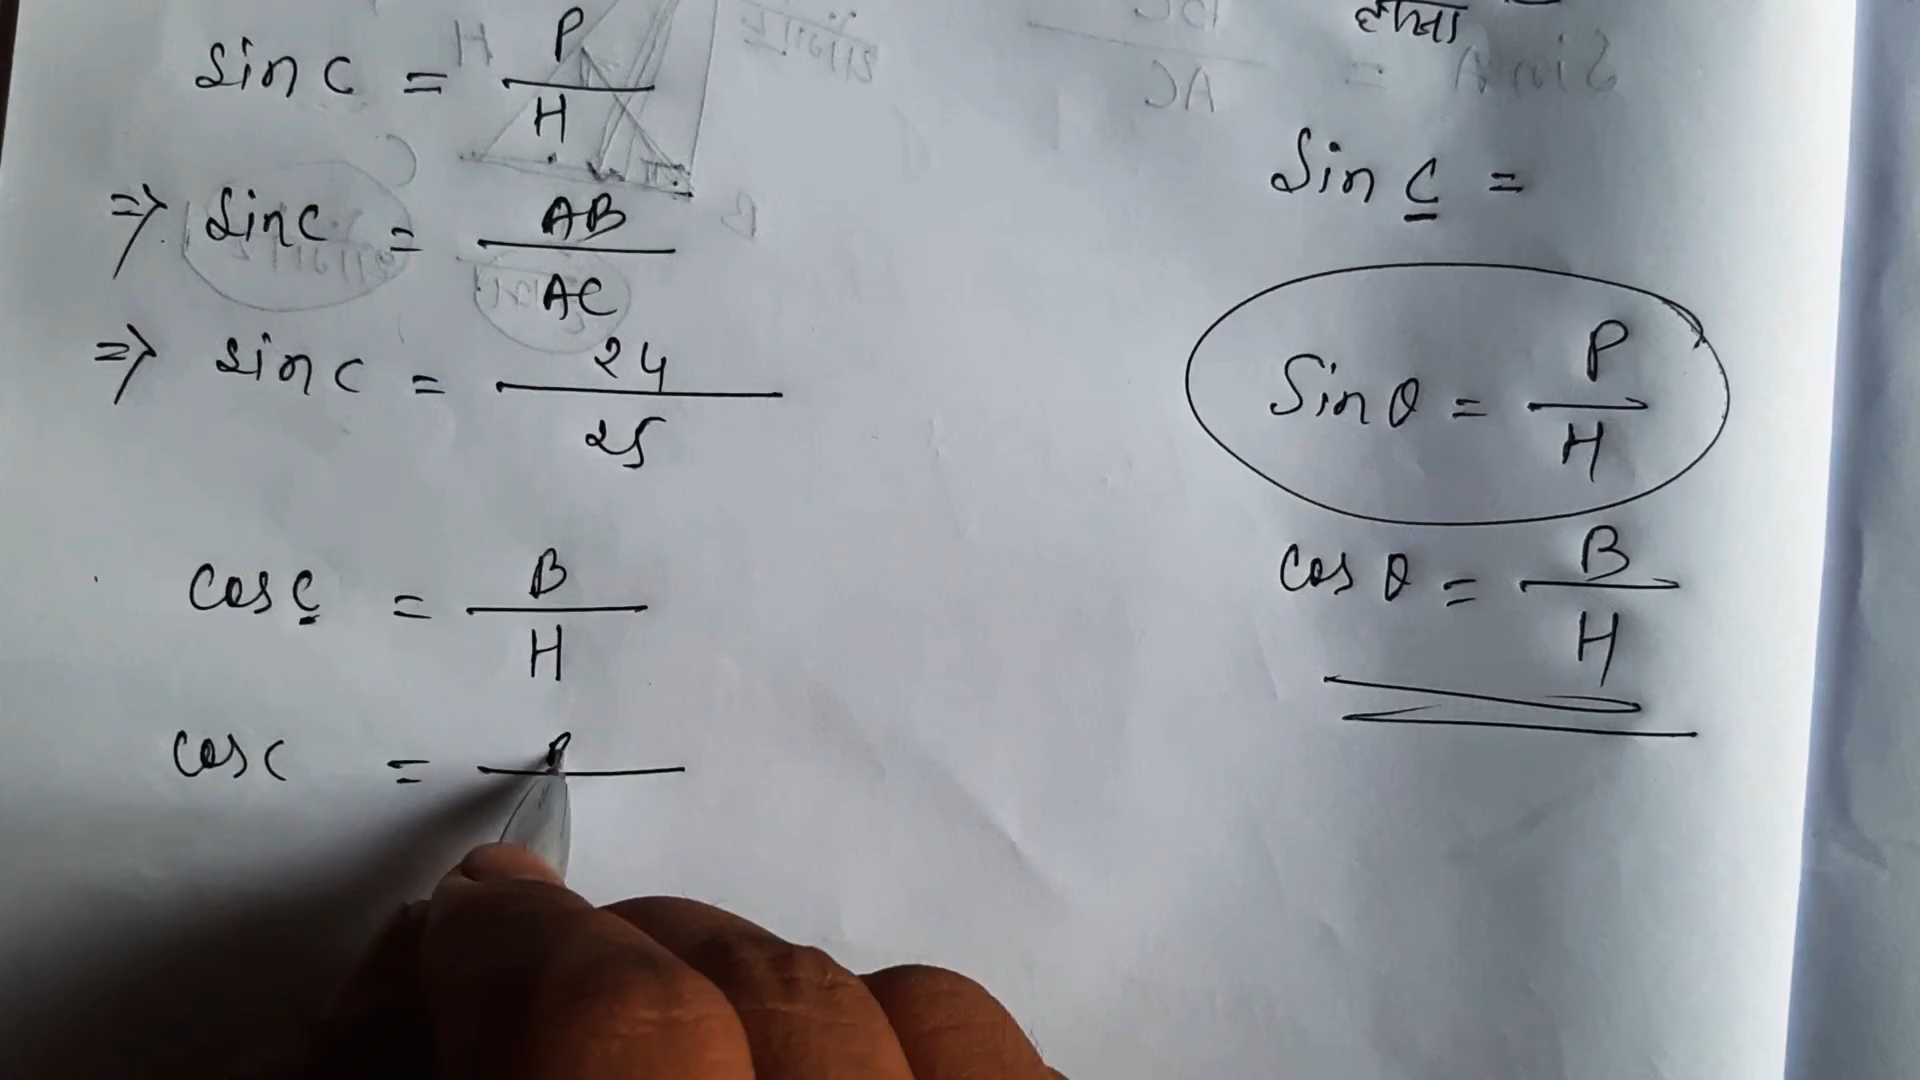 sin C = P / H
⇒ sin C = AB / AC
⇒ sin C = 24 / 25
cos C = B / H
cos C =
sin C =
Sin θ = P / H
cos θ = B / H